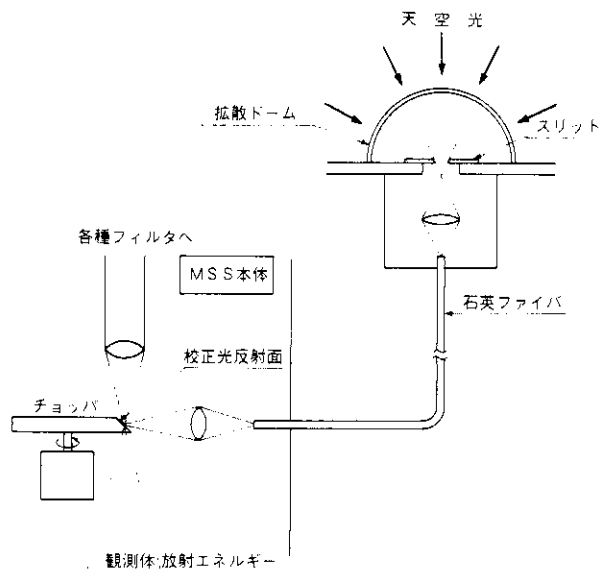 天空光
拡散ドーム
スリット
各種フィルタへ
MSS本体
石英ファイバ
校正光反射面
チョッパ
観測体放射エネルギー